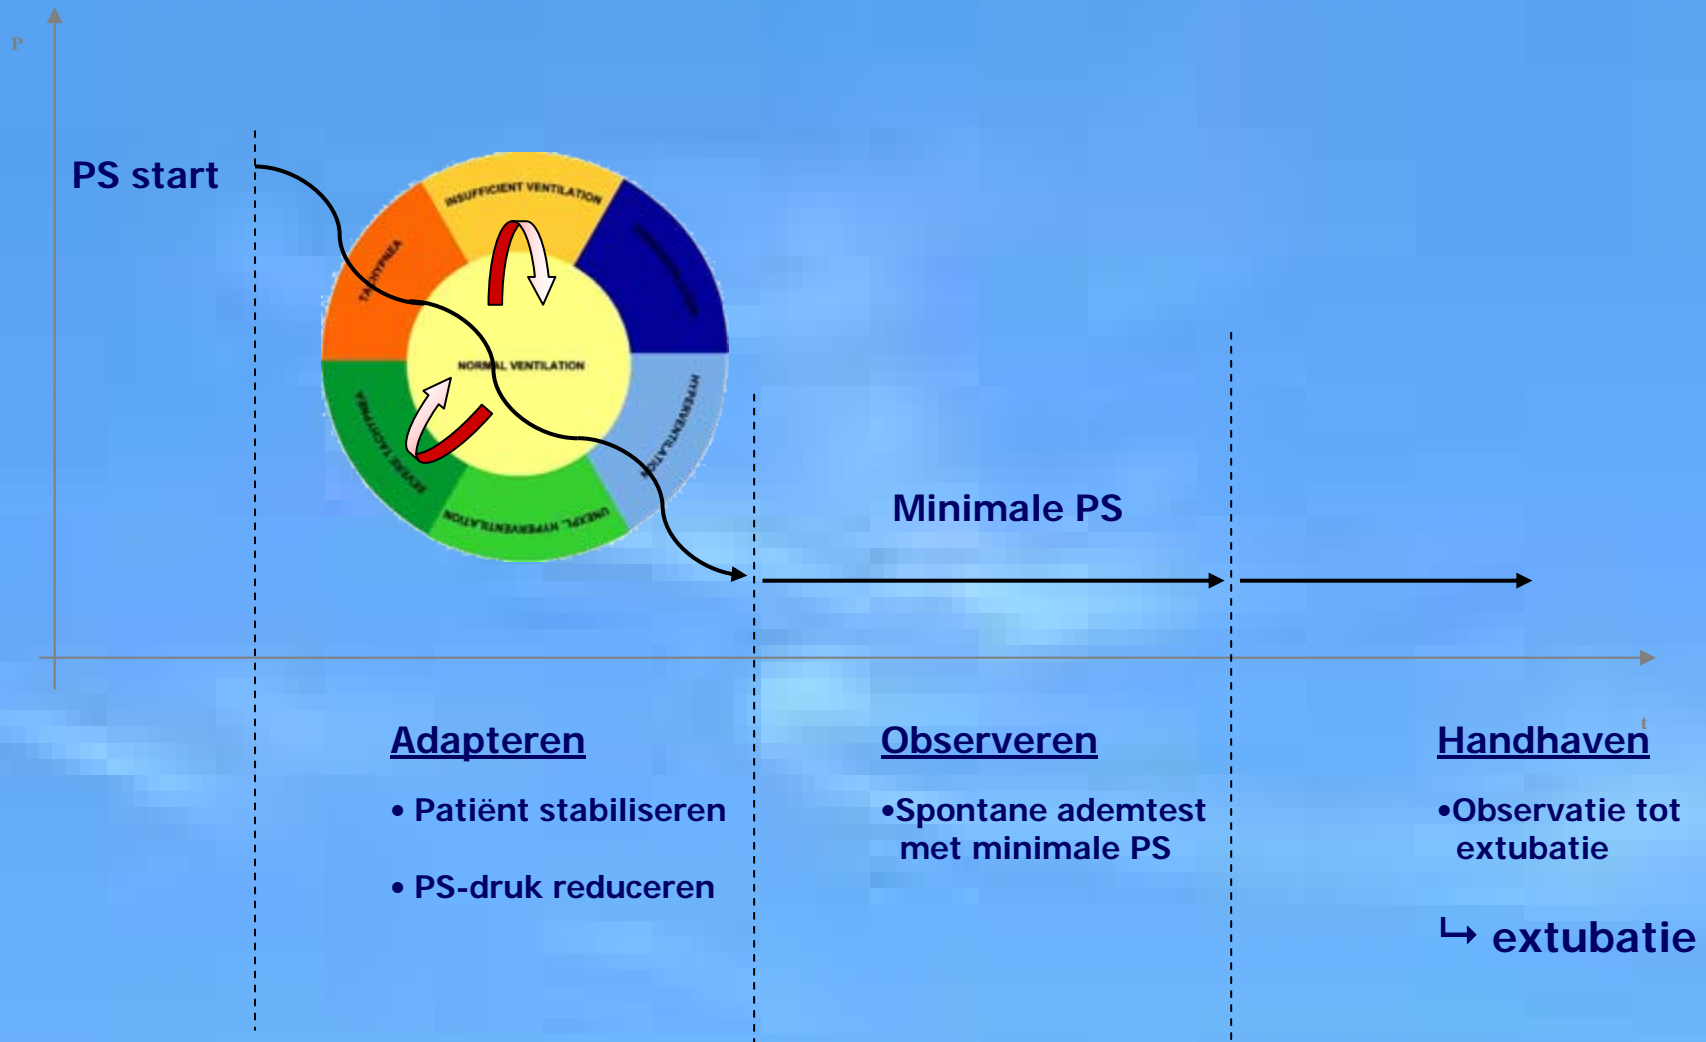 P
PS start
INSUFFICIENT VENTILATION
TACHYPNEA
NORMAL VENTILATION
HYPERVENTILATION
SEVERE TACHYPNEA
UNEXPL. HYPERVENTILATION
Minimale PS
t
Adapteren
• Patiënt stabiliseren
• PS-druk reduceren
Observeren
•Spontane ademtest
met minimale PS
Handhaven
•Observatie tot
extubatie
↳ extubatie